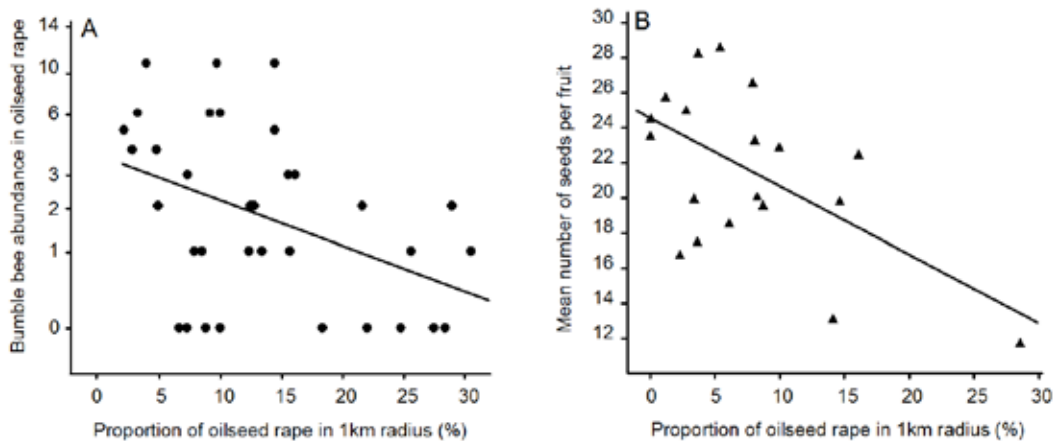 A
Bumble bee abundance in oilseed rape
14
10
6
3
2
1
0
0 5 10 15 20 25 30
Proportion of oilseed rape in 1km radius (%)
B
Mean number of seeds per fruit
30
28
26
24
22
20
18
16
14
12
0 5 10 15 20 25 30
Proportion of oilseed rape in 1km radius (%)